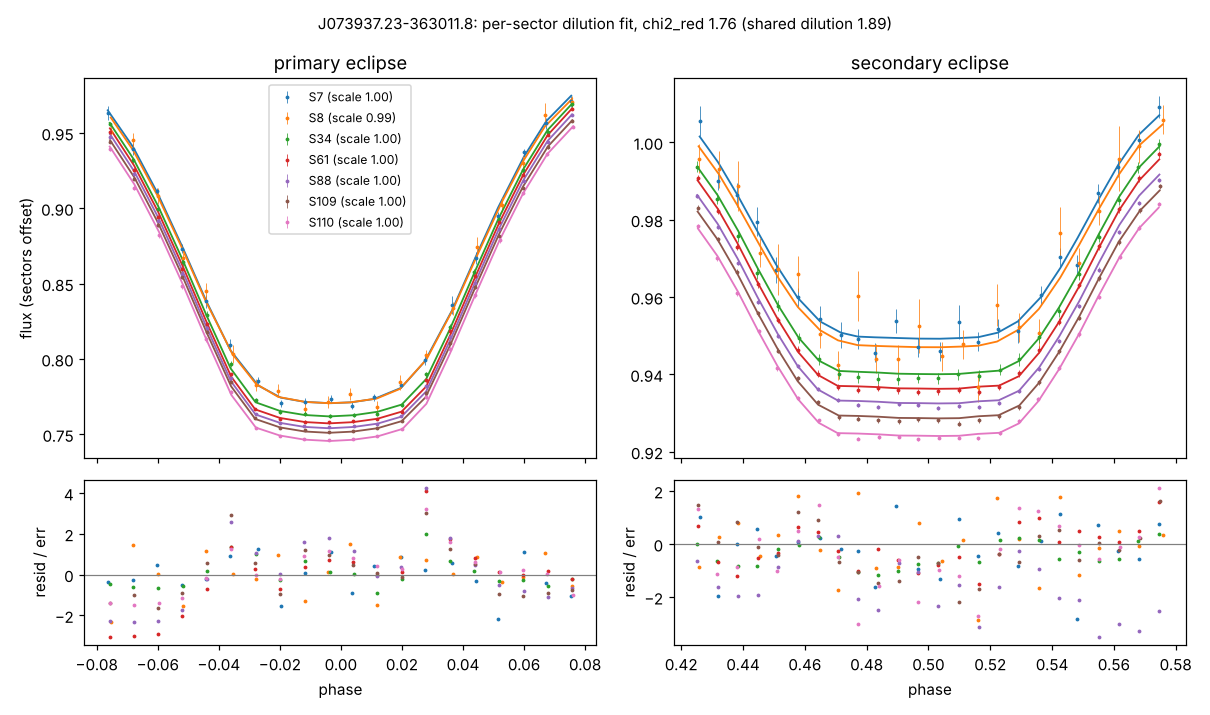 J073937.23-363011.8: per-sector dilution fit, chi2_red 1.76 (shared dilution 1.89)
primary eclipse
secondary eclipse
flux (sectors offset)
0.95
0.90
0.85
0.80
0.75
S7 (scale 1.00)
S8 (scale 0.99)
S34 (scale 1.00)
S61 (scale 1.00)
S88 (scale 1.00)
S109 (scale 1.00)
S110 (scale 1.00)
1.00
0.98
0.96
0.94
0.92
resid / err
4
2
0
−2
−0.08
−0.06
−0.04
−0.02
0.00
0.02
0.04
0.06
0.08
phase
resid / err
2
0
−2
0.42
0.44
0.46
0.48
0.50
0.52
0.54
0.56
0.58
phase